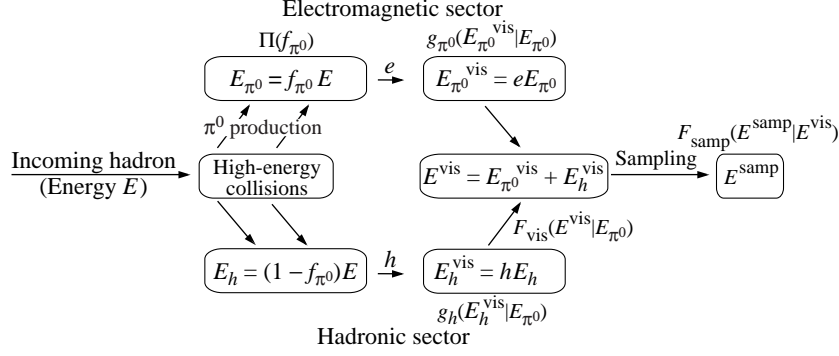 Electromagnetic sector
Π(f_π⁰)
g_π⁰(E_π⁰^vis|E_π⁰)
E_π⁰ = f_π⁰ E
e
E_π⁰^vis = eE_π⁰
π⁰ production
F_samp(E^samp|E^vis)
Incoming hadron
(Energy E)
High-energy
collisions
E^vis = E_π⁰^vis + E_h^vis
Sampling
E^samp
F_vis(E^vis|E_π⁰)
E_h = (1 − f_π⁰)E
h
E_h^vis = hE_h
g_h(E_h^vis|E_π⁰)
Hadronic sector